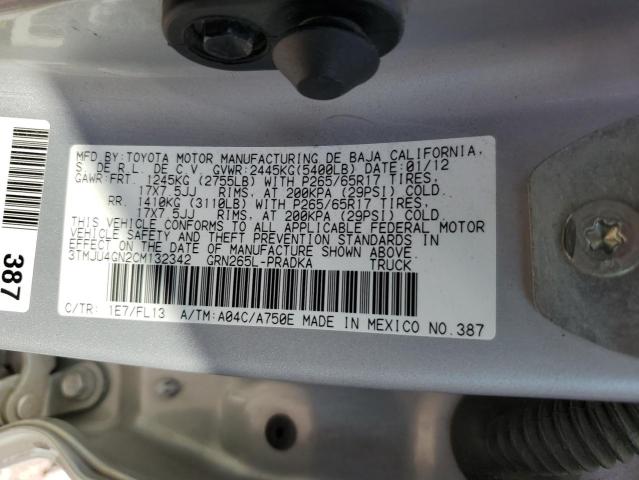 MFD.BY:TOYOTA MOTOR MANUFACTURING DE BAJA CALIFORNIA,
S. DE R.L. DE C.V. GVWR:2445KG(5400LB) DATE:01/12
GAWR:FRT. 1245KG (2755LB) WITH P265/65R17 TIRES,
17X7.5JJ RIMS, AT 200KPA (29PSI) COLD.
RR. 1410KG (3110LB) WITH P265/65R17 TIRES,
17X7.5JJ RIMS, AT 200KPA (29PSI) COLD.
THIS VEHICLE CONFORMS TO ALL APPLICABLE FEDERAL MOTOR
VEHICLE SAFETY AND THEFT PREVENTION STANDARDS IN
EFFECT ON THE DATE OF MANUFACTURE SHOWN ABOVE.
3TMJU4GN2CM132342 GRN265L-PRADKA TRUCK
C/TR: 1E7/FL13 A/TM:A04C/A750E MADE IN MEXICO NO.387
387